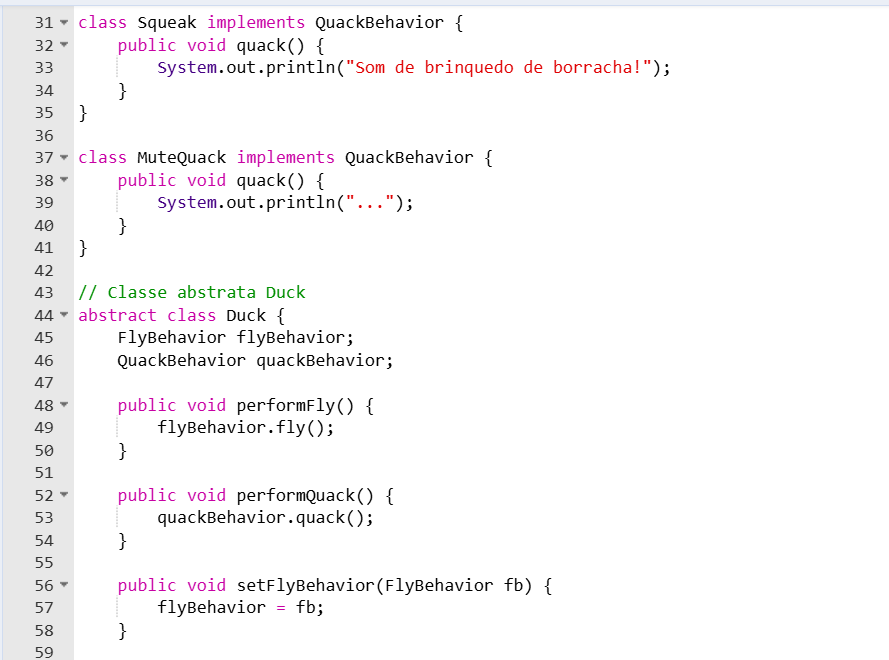 31 class Squeak implements QuackBehavior {
32     public void quack() {
33         System.out.println("Som de brinquedo de borracha!");
34     }
35 }
36
37 class MuteQuack implements QuackBehavior {
38     public void quack() {
39         System.out.println("...");
40     }
41 }
42
43 // Classe abstrata Duck
44 abstract class Duck {
45     FlyBehavior flyBehavior;
46     QuackBehavior quackBehavior;
47
48     public void performFly() {
49         flyBehavior.fly();
50     }
51
52     public void performQuack() {
53         quackBehavior.quack();
54     }
55
56     public void setFlyBehavior(FlyBehavior fb) {
57         flyBehavior = fb;
58     }
59